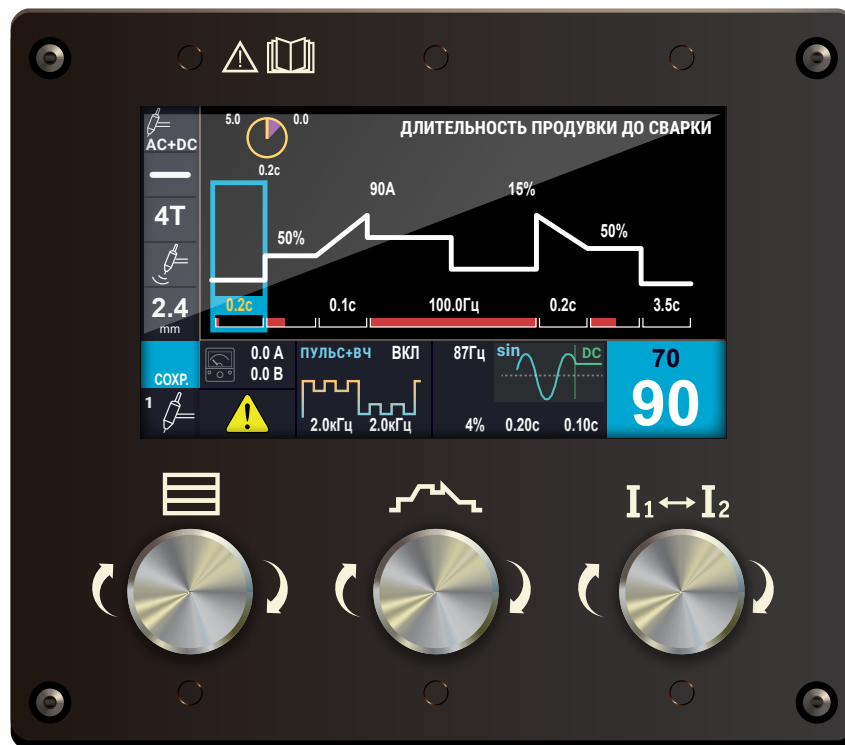 AC+DC
4T
2.4
mm
СОХР.
1
5.0
0.0
0.2с
ДЛИТЕЛЬНОСТЬ ПРОДУВКИ ДО СВАРКИ
90А
15%
50%
50%
0.2с
0.1с
100.0Гц
0.2с
3.5с
0.0 А
0.0 В
ПУЛЬС+ВЧ ВКЛ
2.0кГц 2.0кГц
87Гц
sin
DC
4% 0.20с 0.10с
70
90
I1↔I2